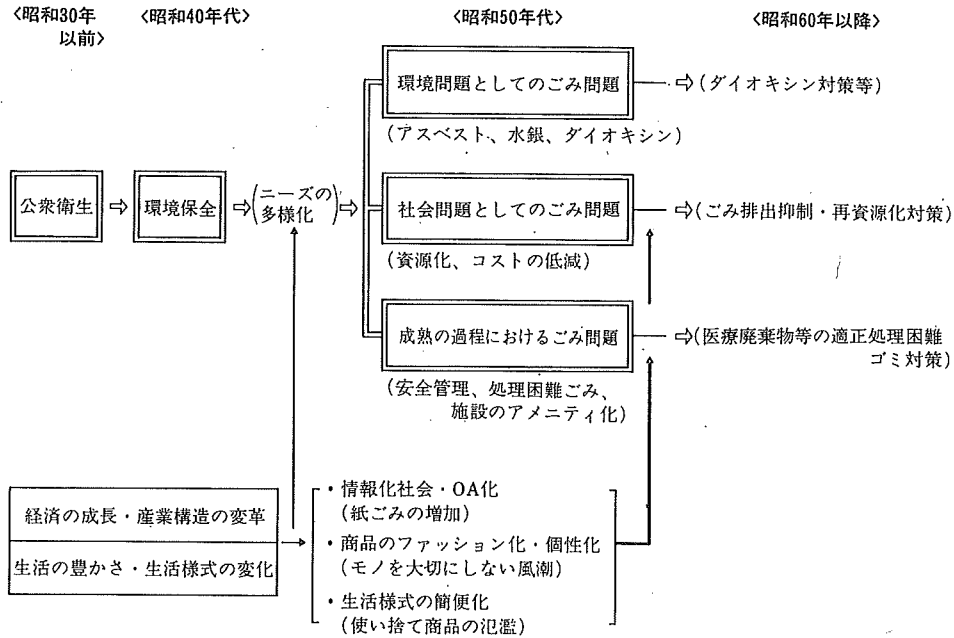 〈昭和30年
以前〉
〈昭和40年代〉
〈昭和50年代〉
〈昭和60年以降〉
環境問題としてのごみ問題
⇨(ダイオキシン対策等)
(アスベスト、水銀、ダイオキシン)
公衆衛生
⇨
環境保全
⇨
(ニーズの
多様化)
⇨
社会問題としてのごみ問題
⇨(ごみ排出抑制・再資源化対策)
(資源化、コストの低減)
成熟の過程におけるごみ問題
⇨(医療廃棄物等の適正処理困難
ゴミ対策)
(安全管理、処理困難ごみ、
施設のアメニティ化)
経済の成長・産業構造の変革
生活の豊かさ・生活様式の変化
・情報化社会・OA化
(紙ごみの増加)
・商品のファッション化・個性化
(モノを大切にしない風潮)
・生活様式の簡便化
(使い捨て商品の氾濫)